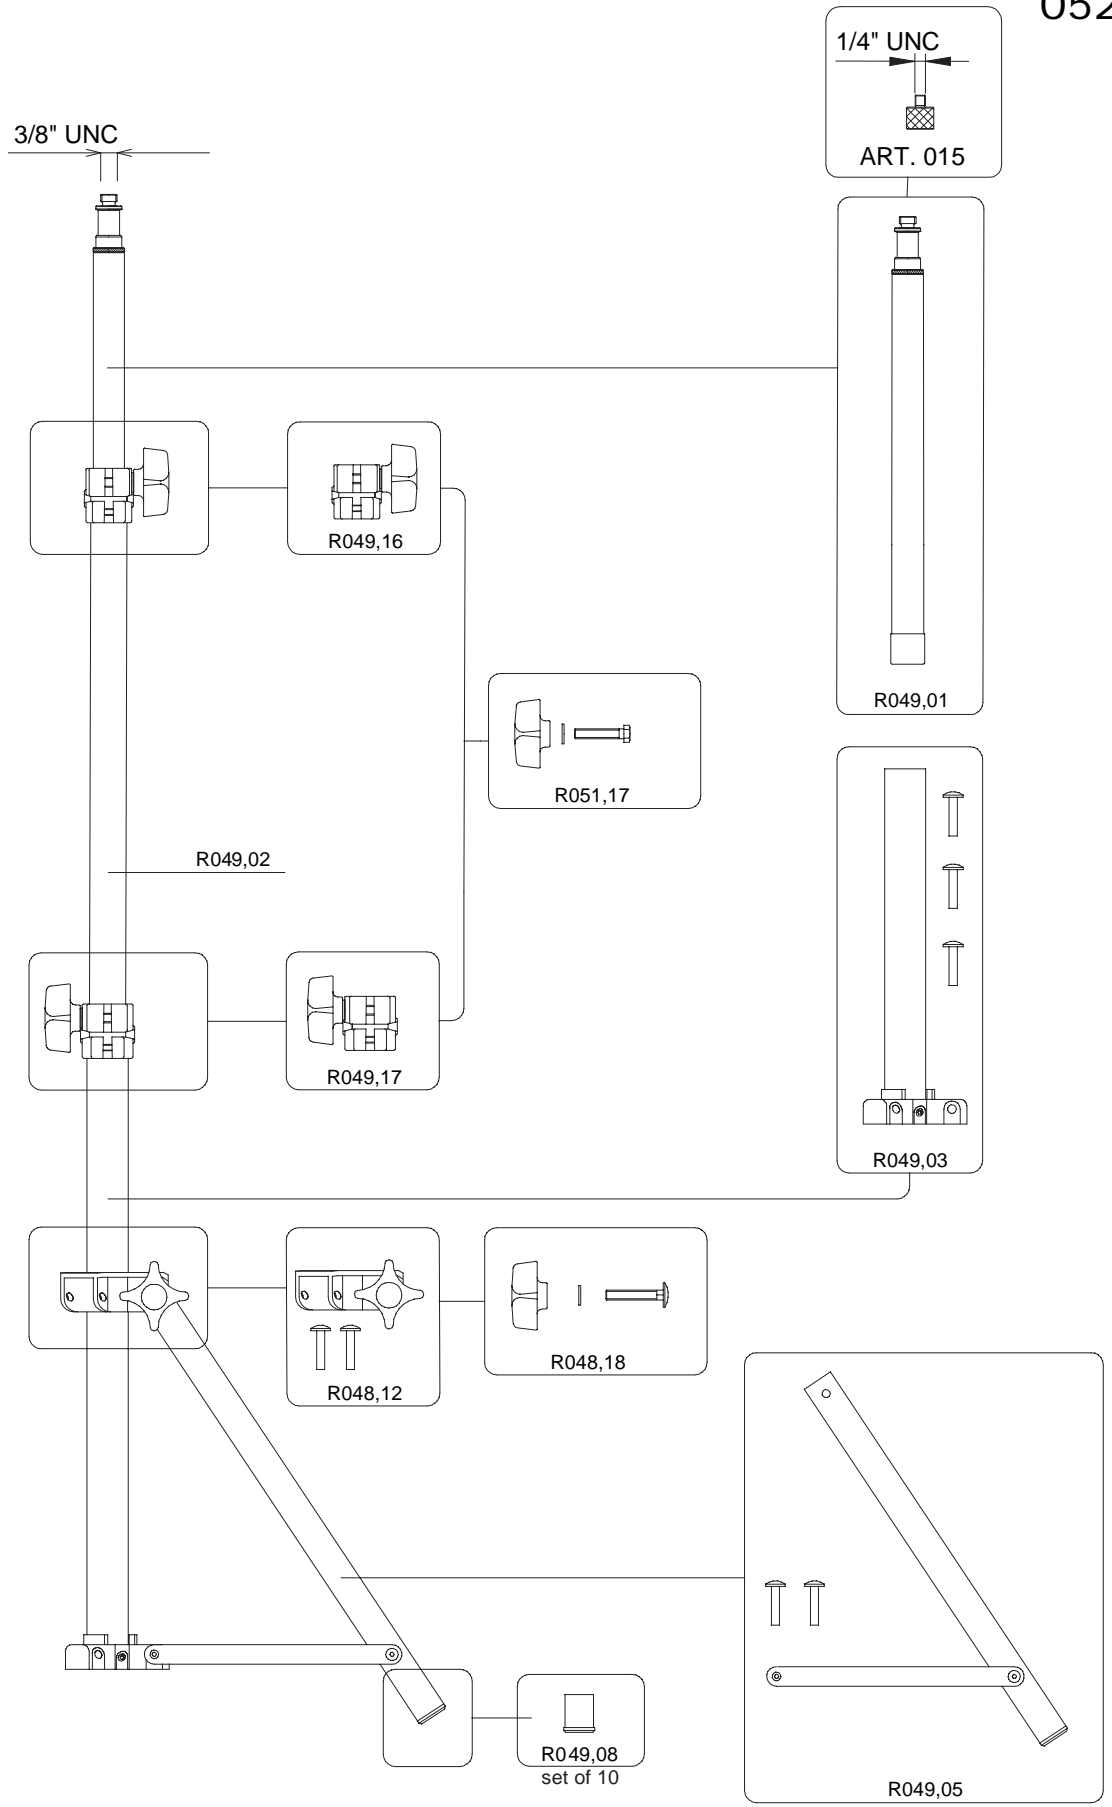 052
1/4" UNC
ART. 015
3/8" UNC
R049,16
R049,01
R051,17
R049,02
R049,17
R049,03
R048,12
R048,18
R049,08
set of 10
R049,05